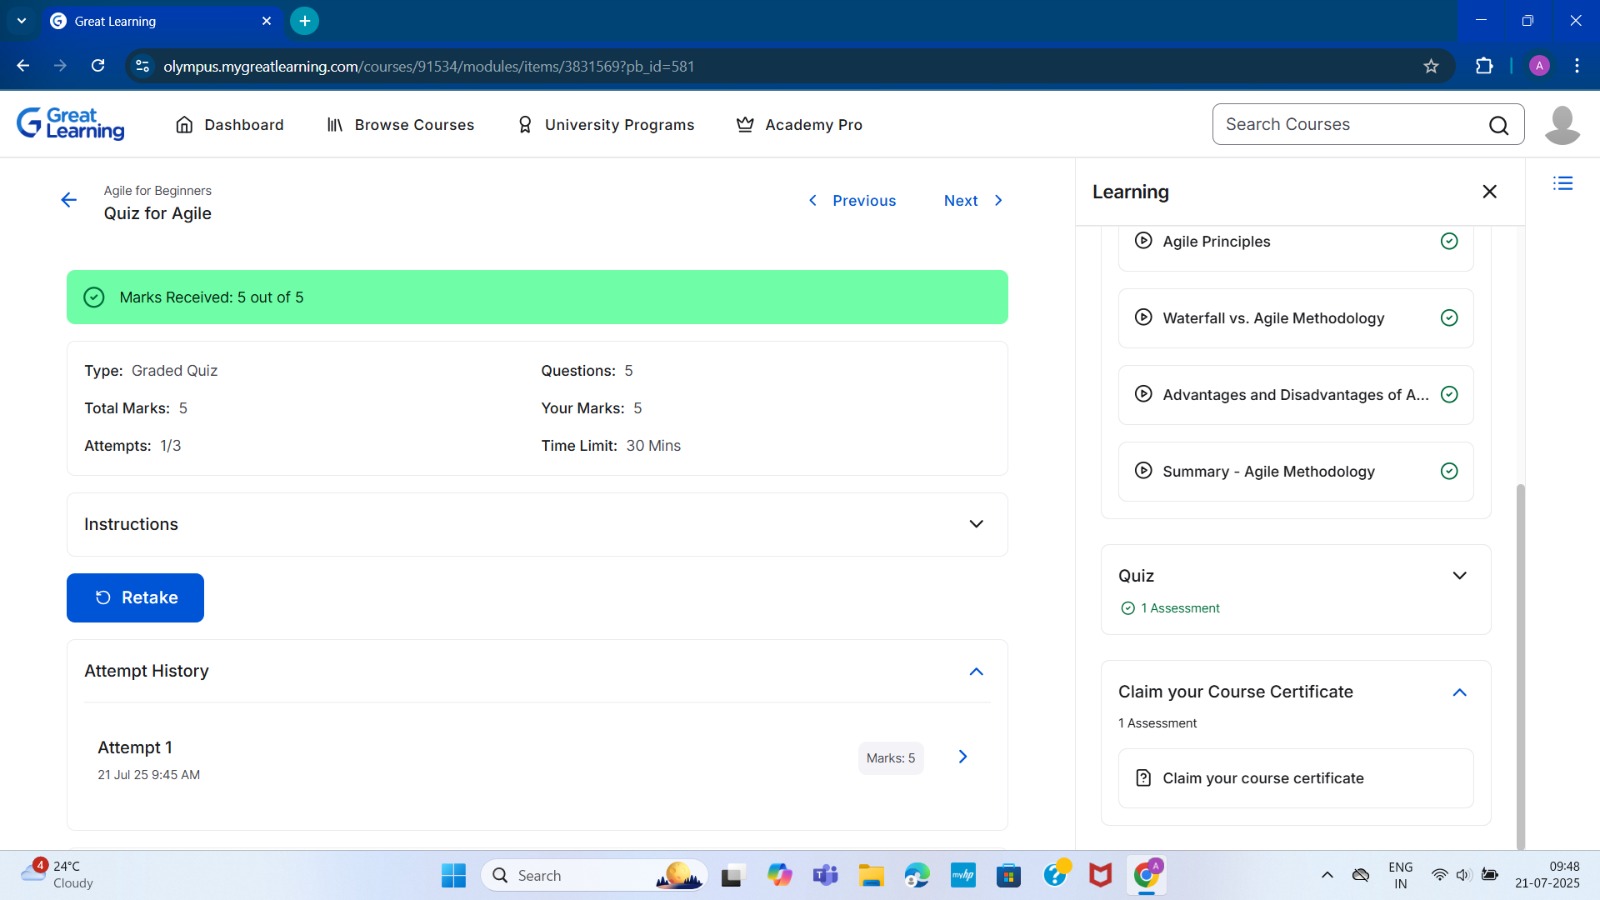 Great Learning
olympus.mygreatlearning.com/courses/91534/modules/items/3831569?pb_id=581
A
Great Learning
Dashboard
Browse Courses
University Programs
Academy Pro
Search Courses
Agile for Beginners
Quiz for Agile
Previous
Next
Marks Received: 5 out of 5
Type: Graded Quiz
Questions: 5
Total Marks: 5
Your Marks: 5
Attempts: 1/3
Time Limit: 30 Mins
Instructions
Retake
Attempt History
Attempt 1
21 Jul 25 9:45 AM
Marks: 5
Learning
Agile Principles
Waterfall vs. Agile Methodology
Advantages and Disadvantages of A...
Summary - Agile Methodology
Quiz
1 Assessment
Claim your Course Certificate
1 Assessment
Claim your course certificate
4
24°C
Cloudy
Search
myhp
A
ENG
IN
09:48
21-07-2025